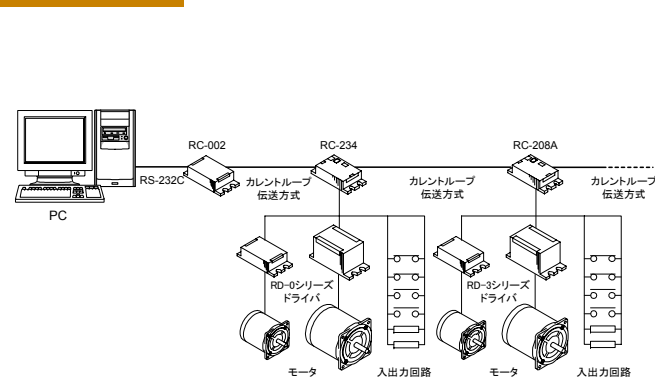 RC-002
RC-234
RC-208A
RS-232C
カレントループ
伝送方式
カレントループ
伝送方式
カレントループ
伝送方式
PC
RD-0シリーズ
ドライバ
RD-3シリーズ
ドライバ
モータ
入出力回路
モータ
入出力回路